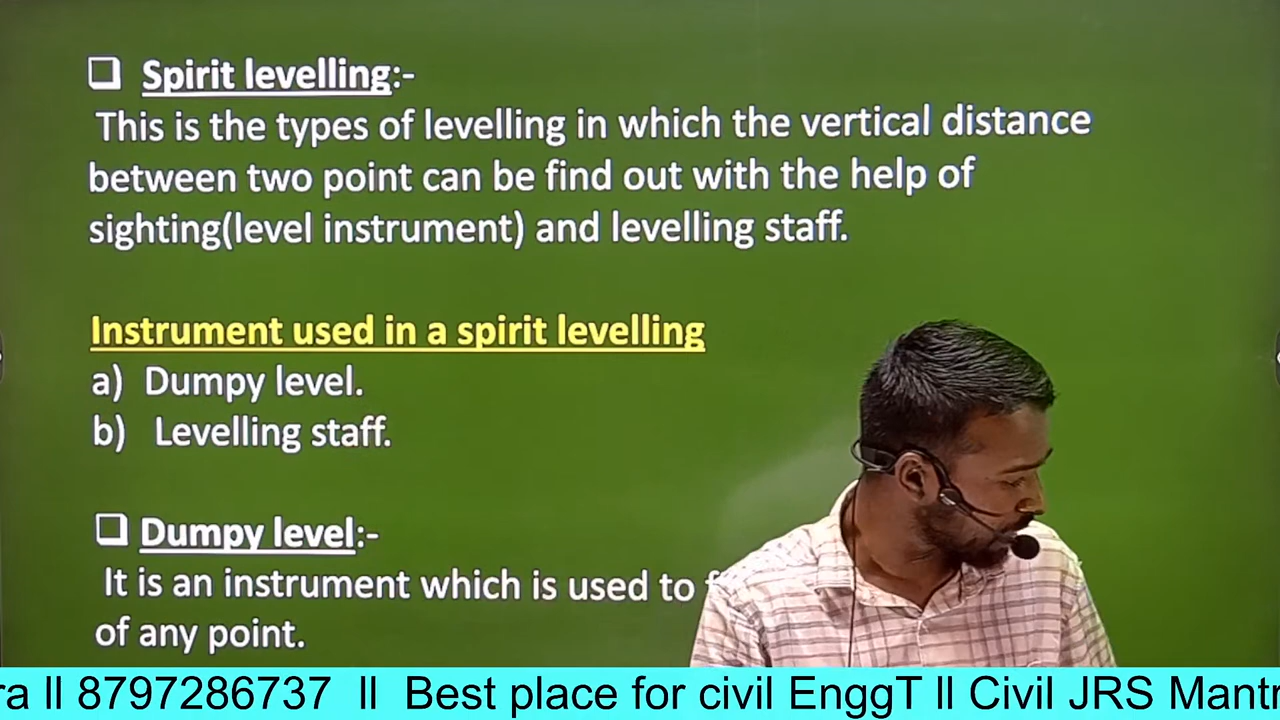 Spirit levelling:-
This is the types of levelling in which the vertical distance
between two point can be find out with the help of
sighting(level instrument) and levelling staff.
Instrument used in a spirit levelling
a) Dumpy level.
b) Levelling staff.
Dumpy level:-
It is an instrument which is used to
of any point.
ll 8797286737 ll Best place for civil EnggT ll Civil JRS